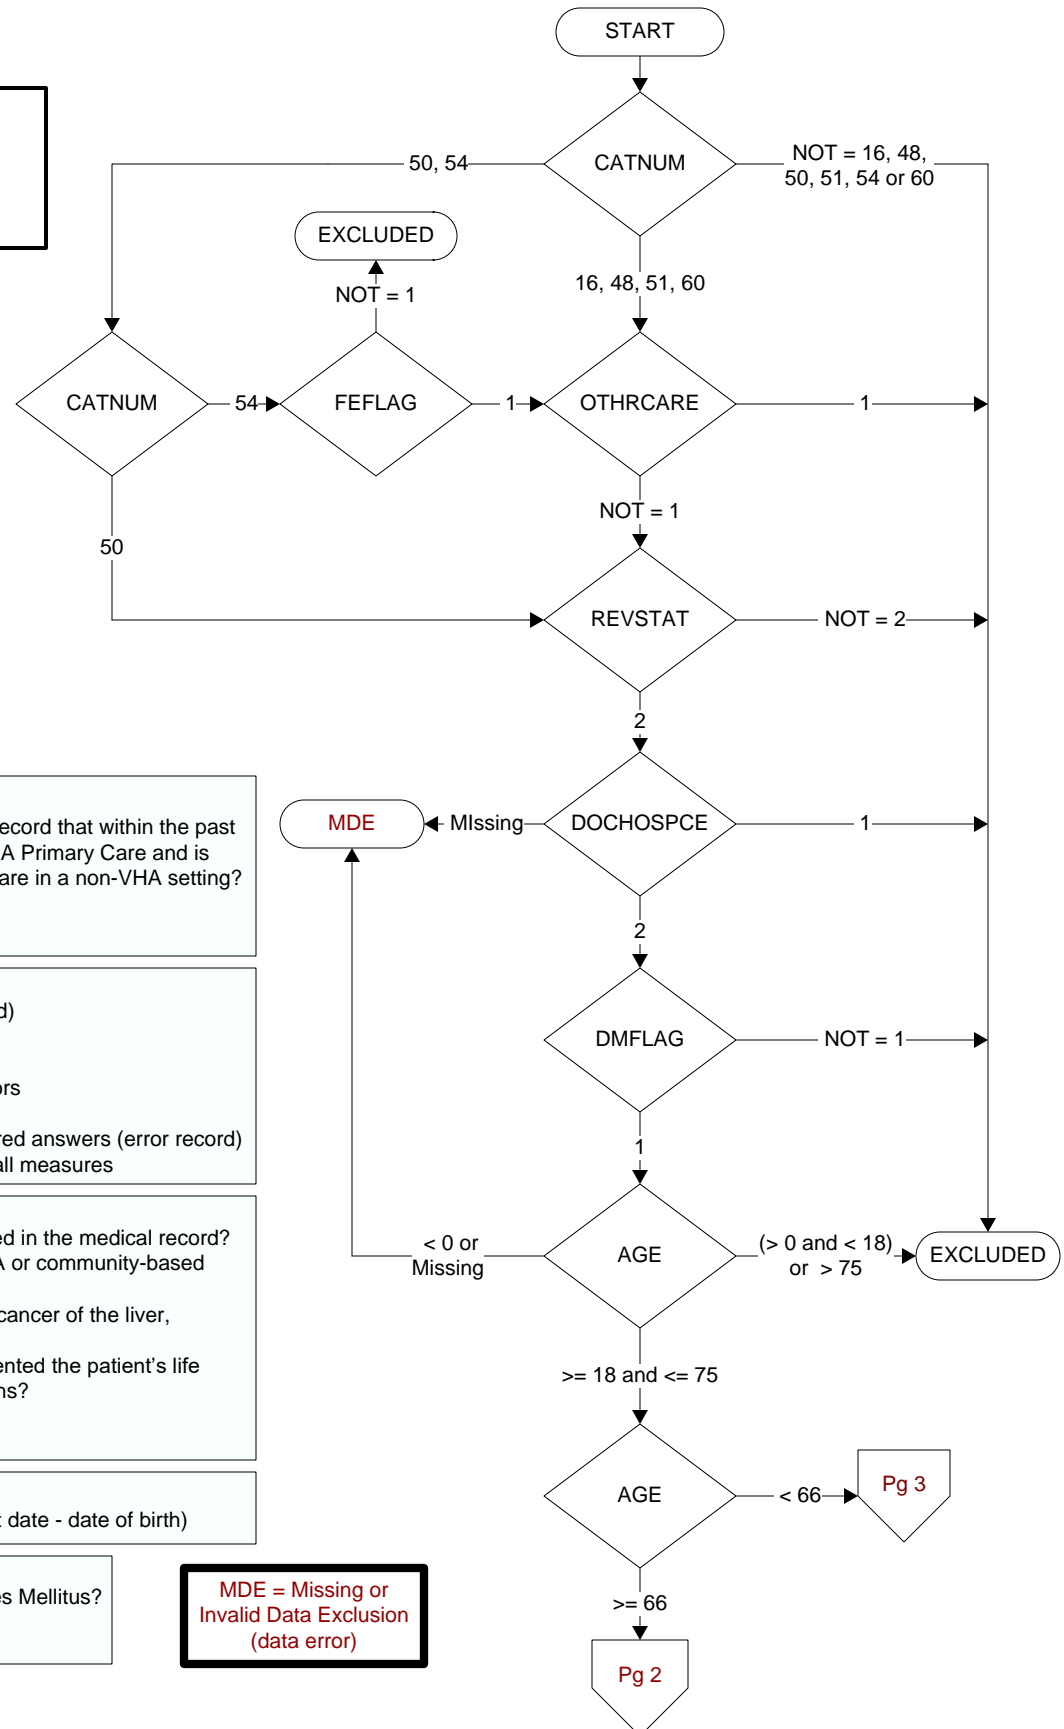 START
CATNUM
50, 54
NOT = 16, 48,
50, 51, 54 or 60
EXCLUDED
NOT = 1
16, 48, 51, 60
CATNUM
54
FEFLAG
1
OTHRCARE
1
NOT = 1
50
REVSTAT
NOT = 2
2
MDE
MIssing
DOCHOSPCE
1
2
DMFLAG
NOT = 1
1
< 0 or
Missing
AGE
(> 0 and < 18)
or > 75
EXCLUDED
>= 18 and <= 75
AGE
< 66
Pg 3
>= 66
Pg 2
ecord that within the past
A Primary Care and is
are in a non-VHA setting?
d)
ors
red answers (error record)
all measures
ed in the medical record?
A or community-based
cancer of the liver,
ented the patient's life
ns?
t date - date of birth)
es Mellitus?
MDE = Missing or
Invalid Data Exclusion
(data error)